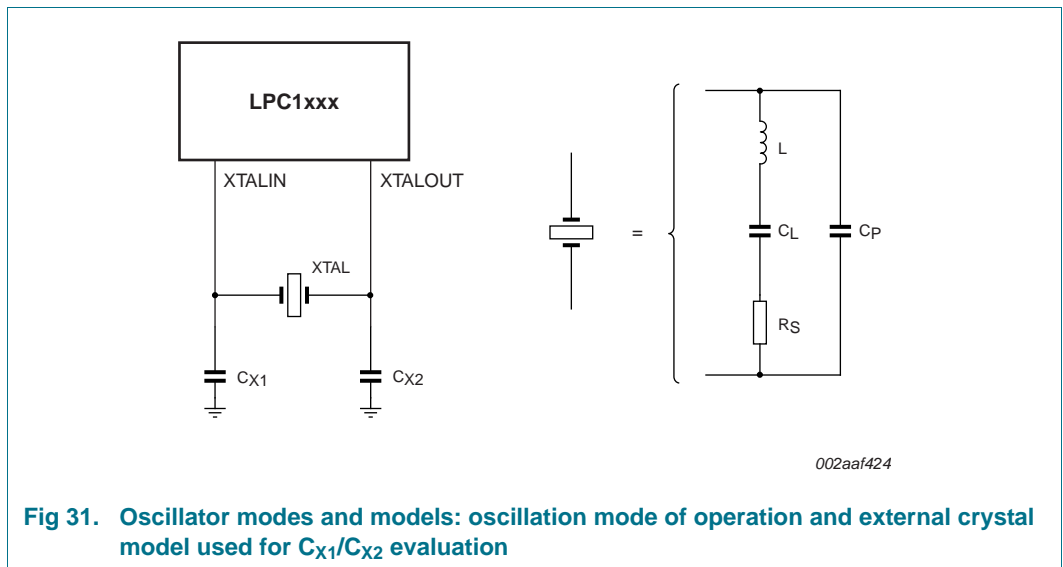 LPC1xxx
XTALIN
XTALOUT
XTAL
CX1
CX2
=
L
CL
CP
RS
002aaf424
Fig 31. Oscillator modes and models: oscillation mode of operation and external crystal
model used for CX1/CX2 evaluation